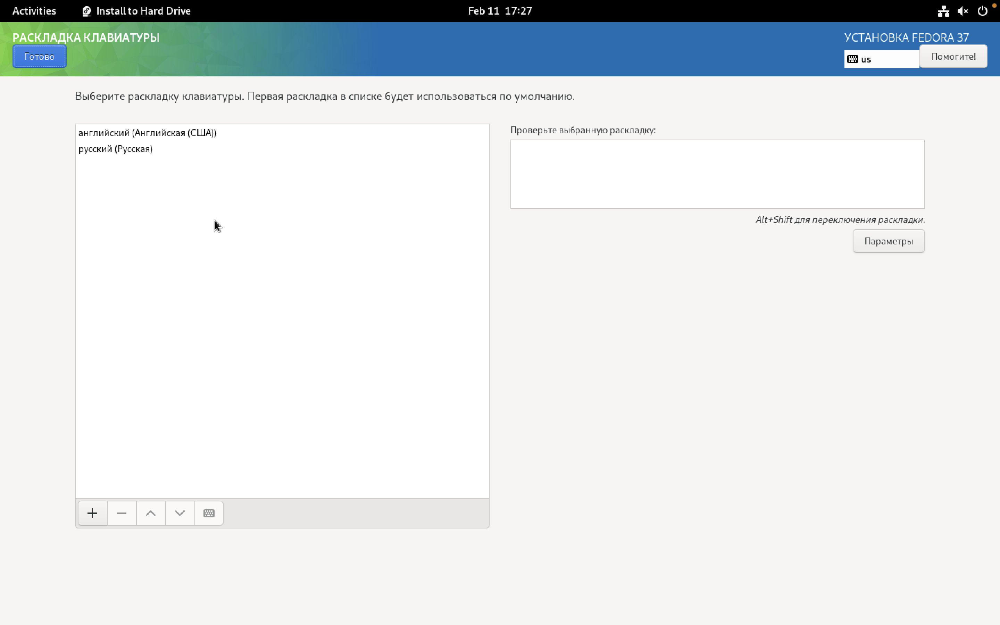 Activities Install to Hard Drive Feb 11 17:27
РАСКЛАДКА КЛАВИАТУРЫ
УСТАНОВКА FEDORA 37
Готово
us
Помогите!
Выберите раскладку клавиатуры. Первая раскладка в списке будет использоваться по умолчанию.
английский (Английская (США))
русский (Русская)
Проверьте выбранную раскладку:
Alt+Shift для переключения раскладки.
Параметры